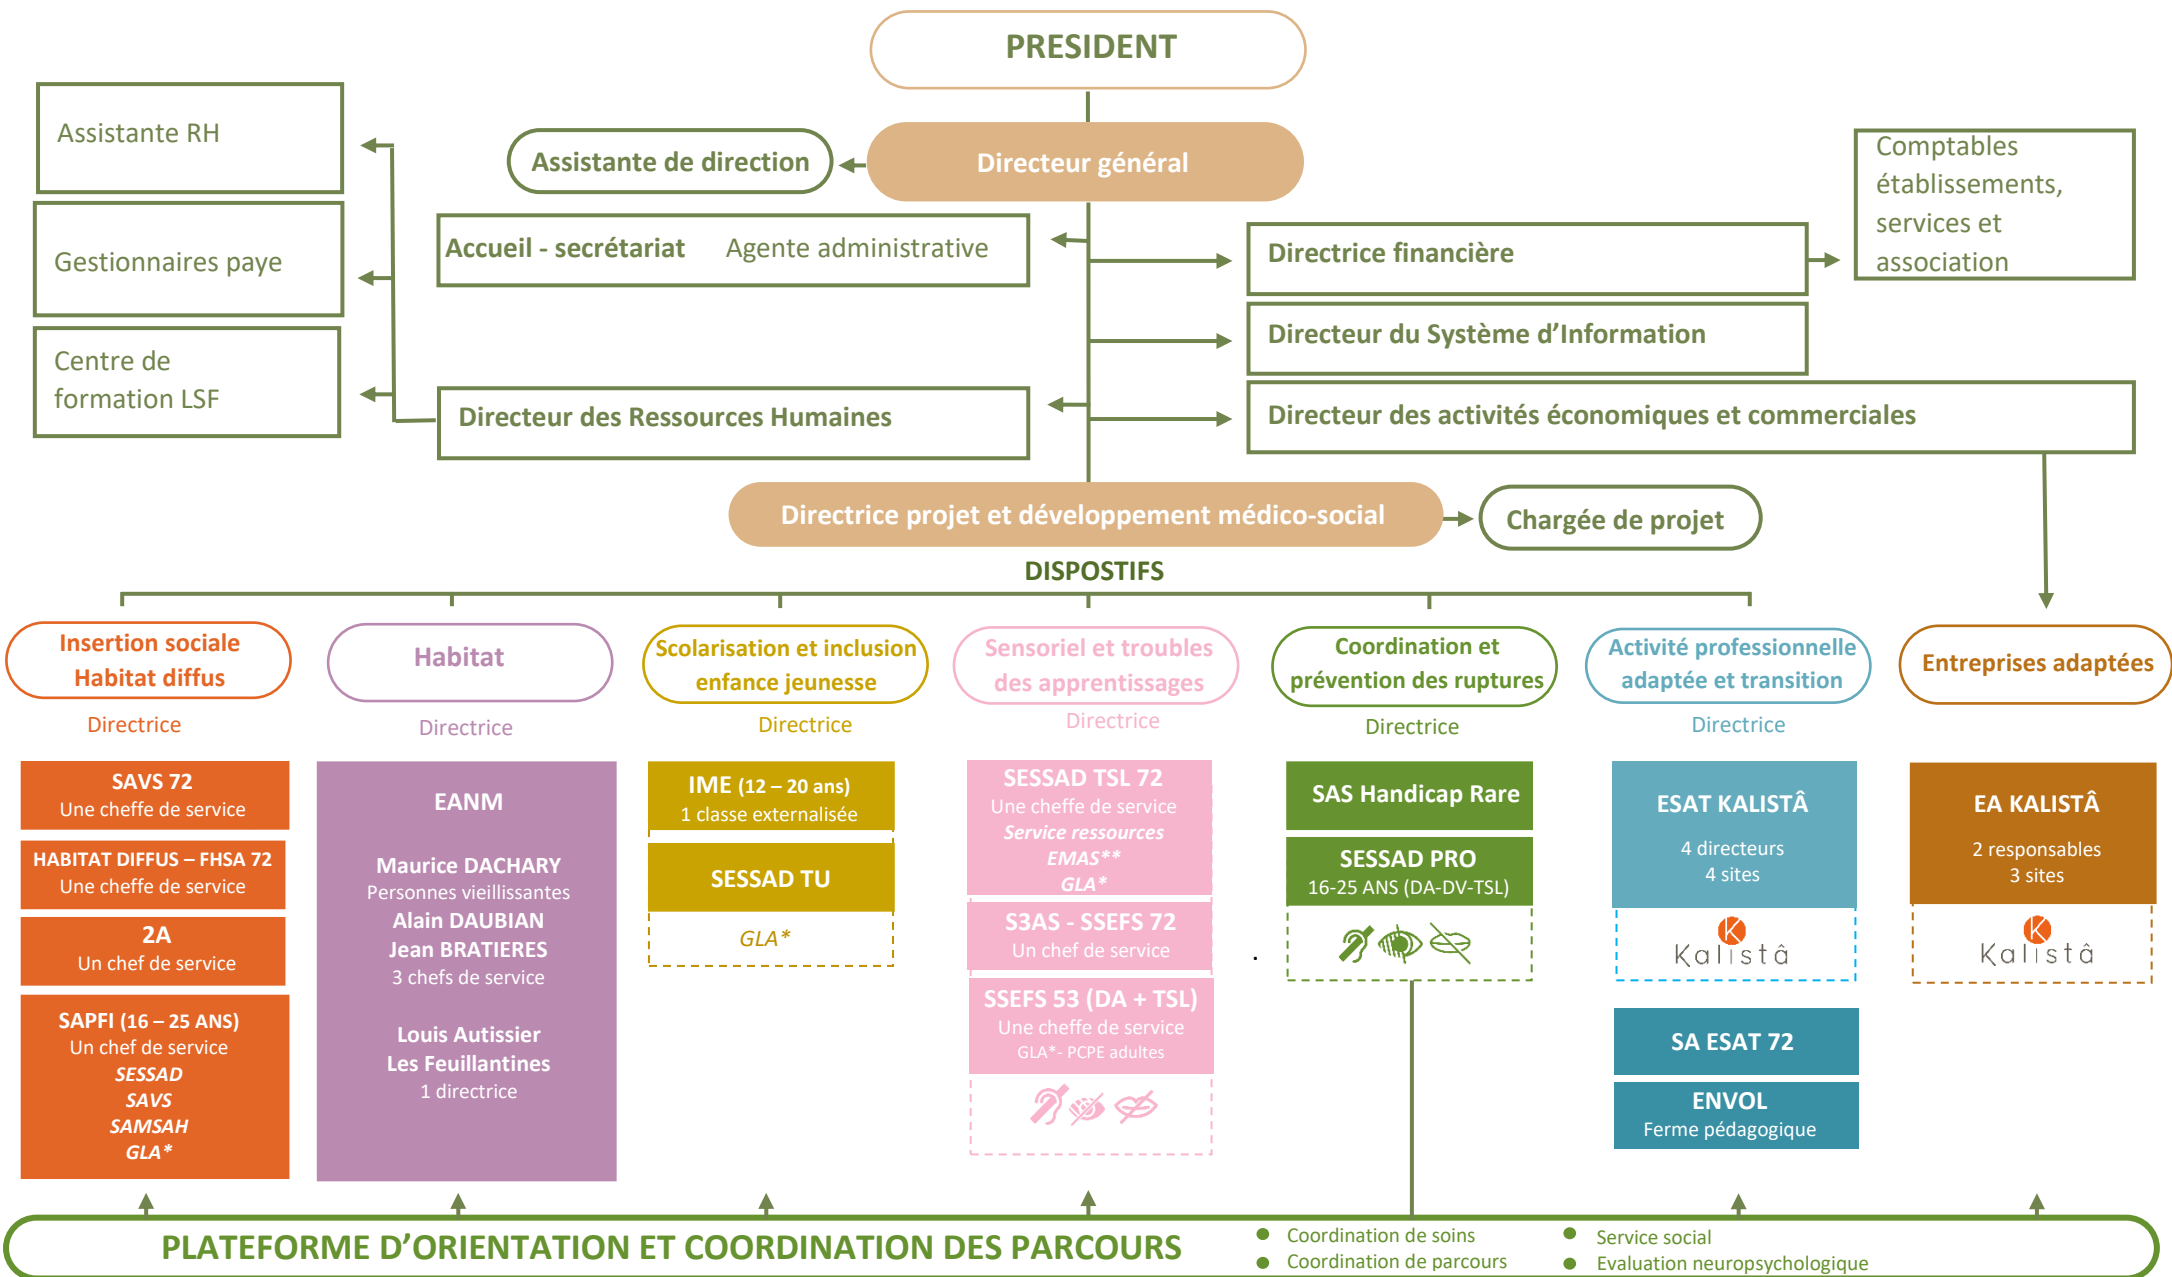 PRESIDENT
Directeur général
Assistante de direction
Assistante RH
Gestionnaires paye
Centre de
formation LSF
Accueil - secrétariat Agente administrative
Directeur des Ressources Humaines
Directrice financière
Directeur du Système d’Information
Directeur des activités économiques et commerciales
Comptables
établissements,
services et
association
Directrice projet et développement médico-social
Chargée de projet
DISPOSTIFS
Insertion sociale
Habitat diffus
Directrice
SAVS 72
Une cheffe de service
HABITAT DIFFUS – FHSA 72
Une cheffe de service
2A
Un chef de service
SAPFI (16 – 25 ANS)
Un chef de service
SESSAD
SAVS
SAMSAH
GLA*
Habitat
Directrice
EANM
Maurice DACHARY
Personnes vieillissantes
Alain DAUBIAN
Jean BRATIERES
3 chefs de service
Louis Autissier
Les Feuillantines
1 directrice
Scolarisation et inclusion
enfance jeunesse
Directrice
IME (12 – 20 ans)
1 classe externalisée
SESSAD TU
GLA*
Sensoriel et troubles
des apprentissages
Directrice
SESSAD TSL 72
Une cheffe de service
Service ressources
EMAS**
GLA*
S3AS - SSEFS 72
Un chef de service
SSEFS 53 (DA + TSL)
Une cheffe de service
GLA*- PCPE adultes
.
Coordination et
prévention des ruptures
Directrice
SAS Handicap Rare
SESSAD PRO
16-25 ANS (DA-DV-TSL)
Activité professionnelle
adaptée et transition
Directrice
ESAT KALISTÂ
4 directeurs
4 sites
K
Kalistâ
SA ESAT 72
ENVOL
Ferme pédagogique
Entreprises adaptées
EA KALISTÂ
2 responsables
3 sites
K
Kalistâ
PLATEFORME D’ORIENTATION ET COORDINATION DES PARCOURS
● Coordination de soins
● Coordination de parcours
● Service social
● Evaluation neuropsychologique